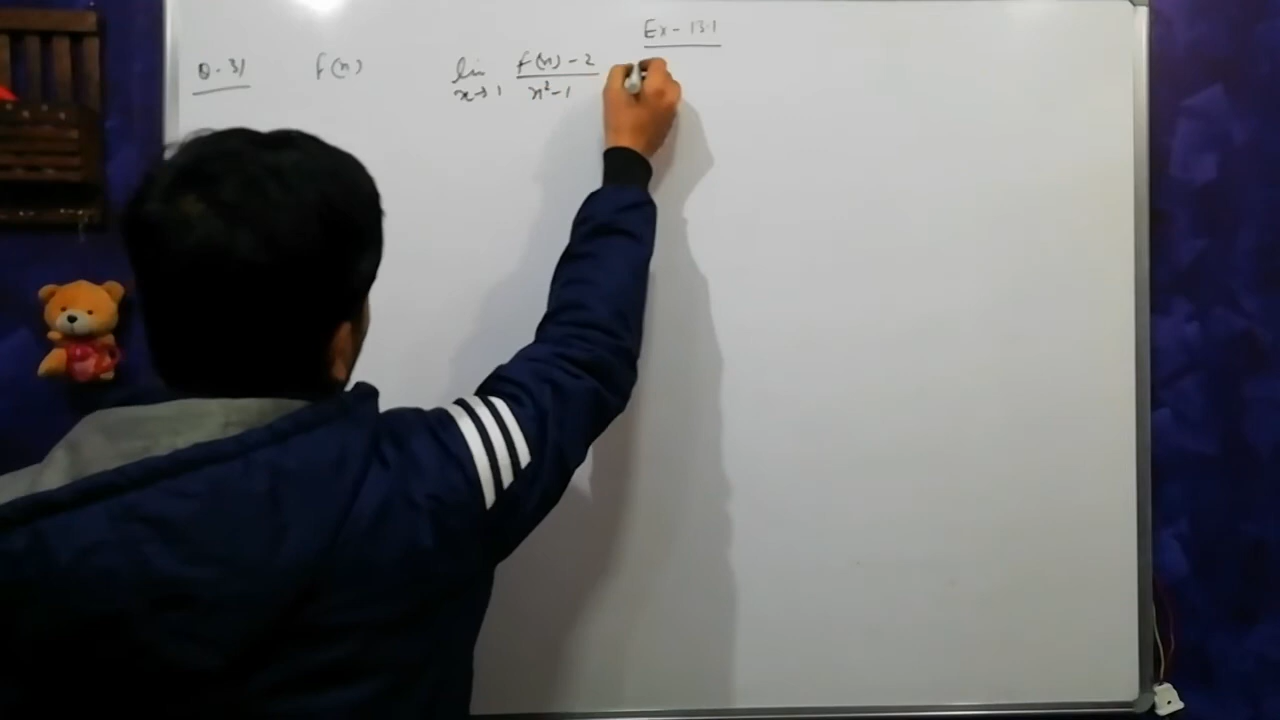 Ex - 13.1
Q. 31 f(x) lim x→1 f(x) - 2 / x² - 1